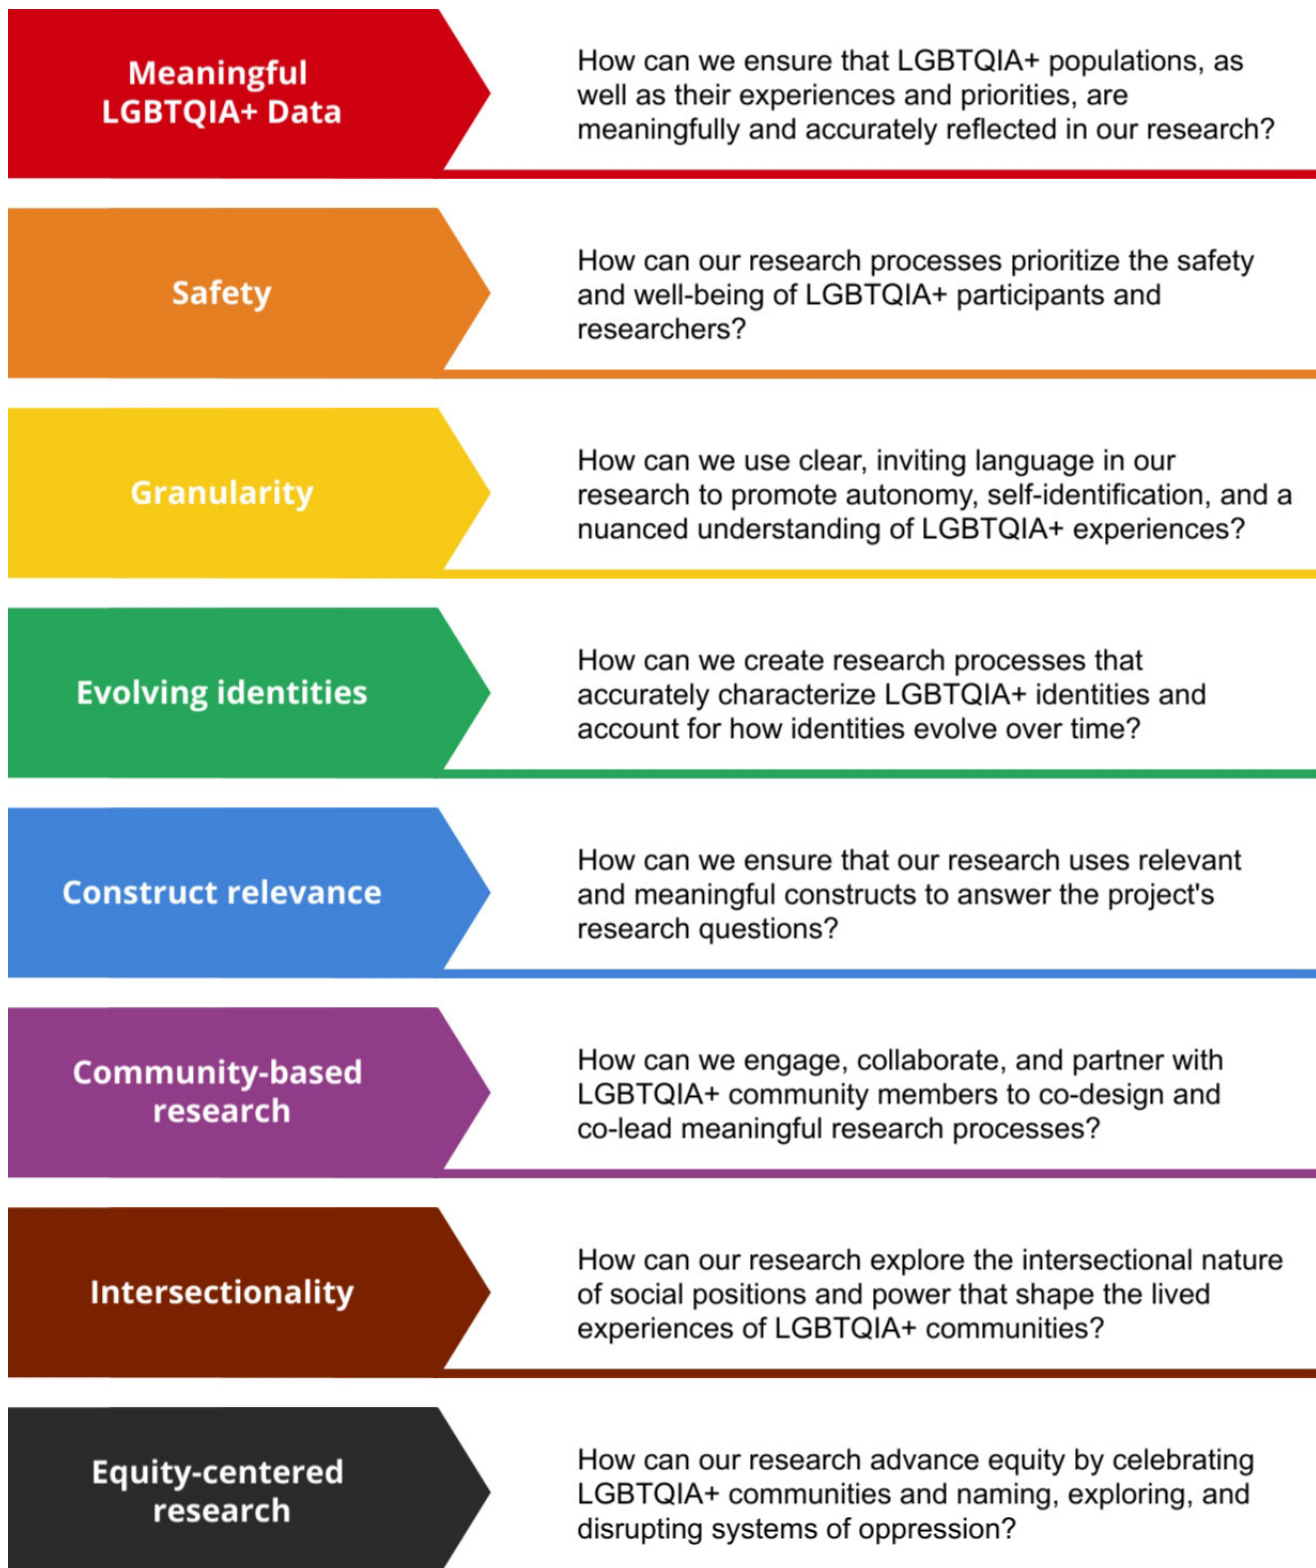 Meaningful
LGBTQIA+ Data
How can we ensure that LGBTQIA+ populations, as
well as their experiences and priorities, are
meaningfully and accurately reflected in our research?
Safety
How can our research processes prioritize the safety
and well-being of LGBTQIA+ participants and
researchers?
Granularity
How can we use clear, inviting language in our
research to promote autonomy, self-identification, and a
nuanced understanding of LGBTQIA+ experiences?
Evolving identities
How can we create research processes that
accurately characterize LGBTQIA+ identities and
account for how identities evolve over time?
Construct relevance
How can we ensure that our research uses relevant
and meaningful constructs to answer the project's
research questions?
Community-based
research
How can we engage, collaborate, and partner with
LGBTQIA+ community members to co-design and
co-lead meaningful research processes?
Intersectionality
How can our research explore the intersectional nature
of social positions and power that shape the lived
experiences of LGBTQIA+ communities?
Equity-centered
research
How can our research advance equity by celebrating
LGBTQIA+ communities and naming, exploring, and
disrupting systems of oppression?